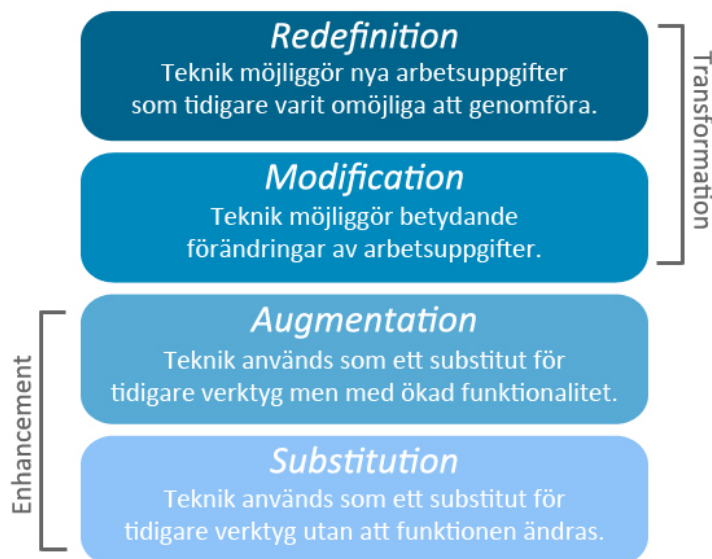 Redefinition
Teknik möjliggör nya arbetsuppgifter
som tidigare varit omöjliga att genomföra.
Transformation
Modification
Teknik möjliggör betydande
förändringar av arbetsuppgifter.
Augmentation
Teknik används som ett substitut för
tidigare verktyg men med ökad funktionalitet.
Enhancement
Substitution
Teknik används som ett substitut för
tidigare verktyg utan att funktionen ändras.